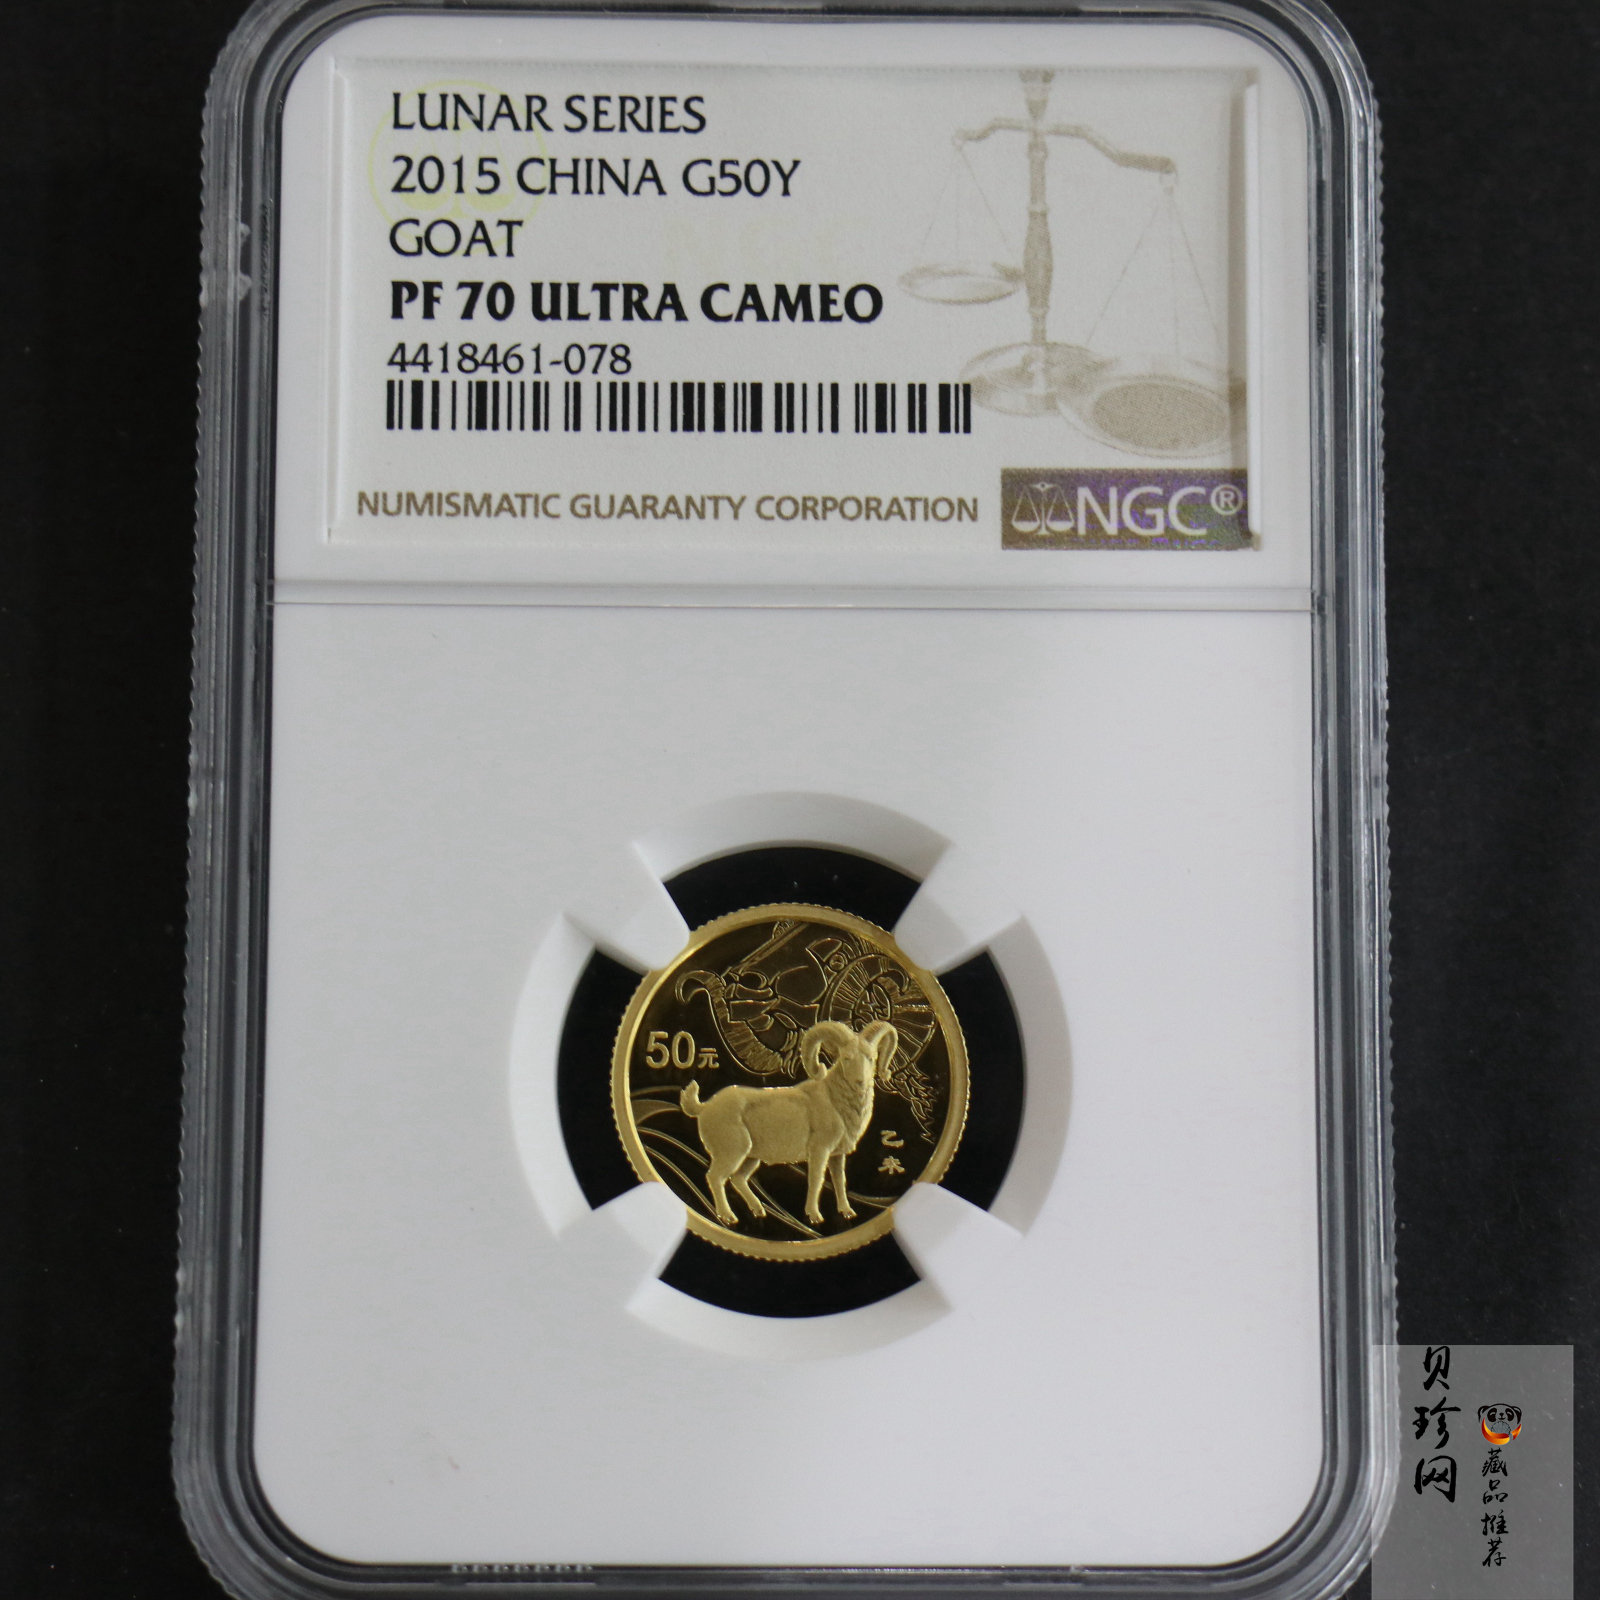 LUNAR SERIES
2015 CHINA G50Y
GOAT
PF 70 ULTRA CAMEO
4418461-078
NUMISMATIC GUARANTY CORPORATION
NGC®
50元
乙
未
贝珍网
藏品推荐